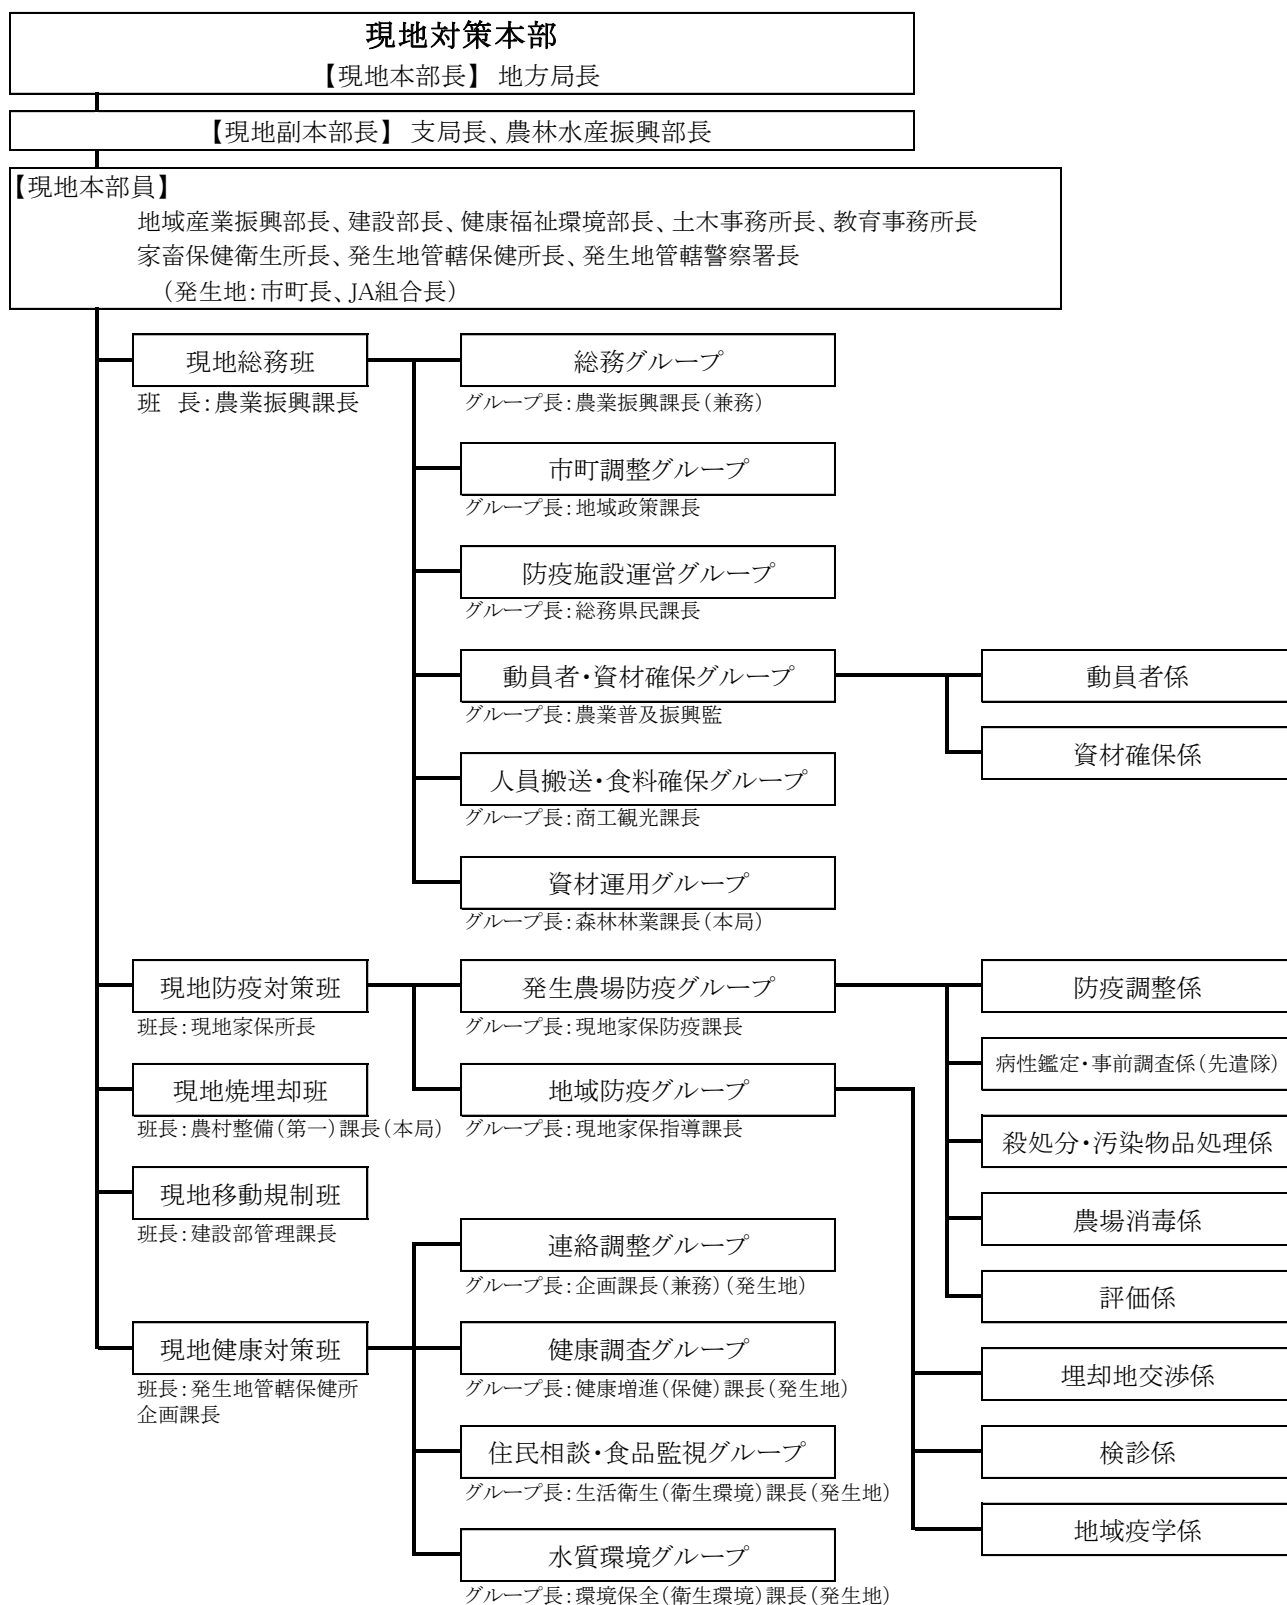 現地対策本部
【現地本部長】 地方局長
【現地副本部長】 支局長、農林水産振興部長
【現地本部員】
地域産業振興部長、建設部長、健康福祉環境部長、土木事務所長、教育事務所長
家畜保健衛生所長、発生地管轄保健所長、発生地管轄警察署長
（発生地：市町長、JA組合長）
現地総務班
班 長：農業振興課長
総務グループ
グループ長：農業振興課長（兼務）
市町調整グループ
グループ長：地域政策課長
防疫施設運営グループ
グループ長：総務県民課長
動員者・資材確保グループ
グループ長：農業普及振興監
動員者係
資材確保係
人員搬送・食料確保グループ
グループ長：商工観光課長
資材運用グループ
グループ長：森林林業課長（本局）
現地防疫対策班
班長：現地家保所長
発生農場防疫グループ
グループ長：現地家保防疫課長
防疫調整係
病性鑑定・事前調査係（先遣隊）
殺処分・汚染物品処理係
農場消毒係
評価係
地域防疫グループ
グループ長：現地家保指導課長
埋却地交渉係
検診係
地域疫学係
現地焼埋却班
班長：農村整備（第一）課長（本局）
現地移動規制班
班長：建設部管理課長
現地健康対策班
班長：発生地管轄保健所
企画課長
連絡調整グループ
グループ長：企画課長（兼務）（発生地）
健康調査グループ
グループ長：健康増進（保健）課長（発生地）
住民相談・食品監視グループ
グループ長：生活衛生（衛生環境）課長（発生地）
水質環境グループ
グループ長：環境保全（衛生環境）課長（発生地）